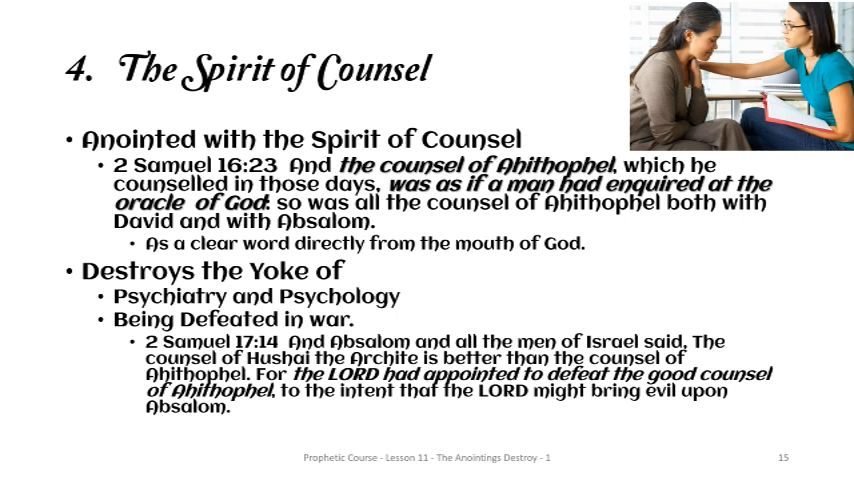 4. The Spirit of Counsel
• Anointed with the Spirit of Counsel
• 2 Samuel 16:23 And the counsel of Ahithophel, which he
counselled in those days, was as if a man had enquired at the
oracle of God: so was all the counsel of Ahithophel both with
David and with Absalom.
• As a clear word directly from the mouth of God.
• Destroys the Yoke of
• Psychiatry and Psychology
• Being Defeated in war.
• 2 Samuel 17:14 And Absalom and all the men of Israel said, The
counsel of Hushai the Archite is better than the counsel of
Ahithophel. For the LORD had appointed to defeat the good counsel
of Ahithophel, to the intent that the LORD might bring evil upon
Absalom.
Prophetic Course - Lesson 11 - The Anointings Destroy - 1
15